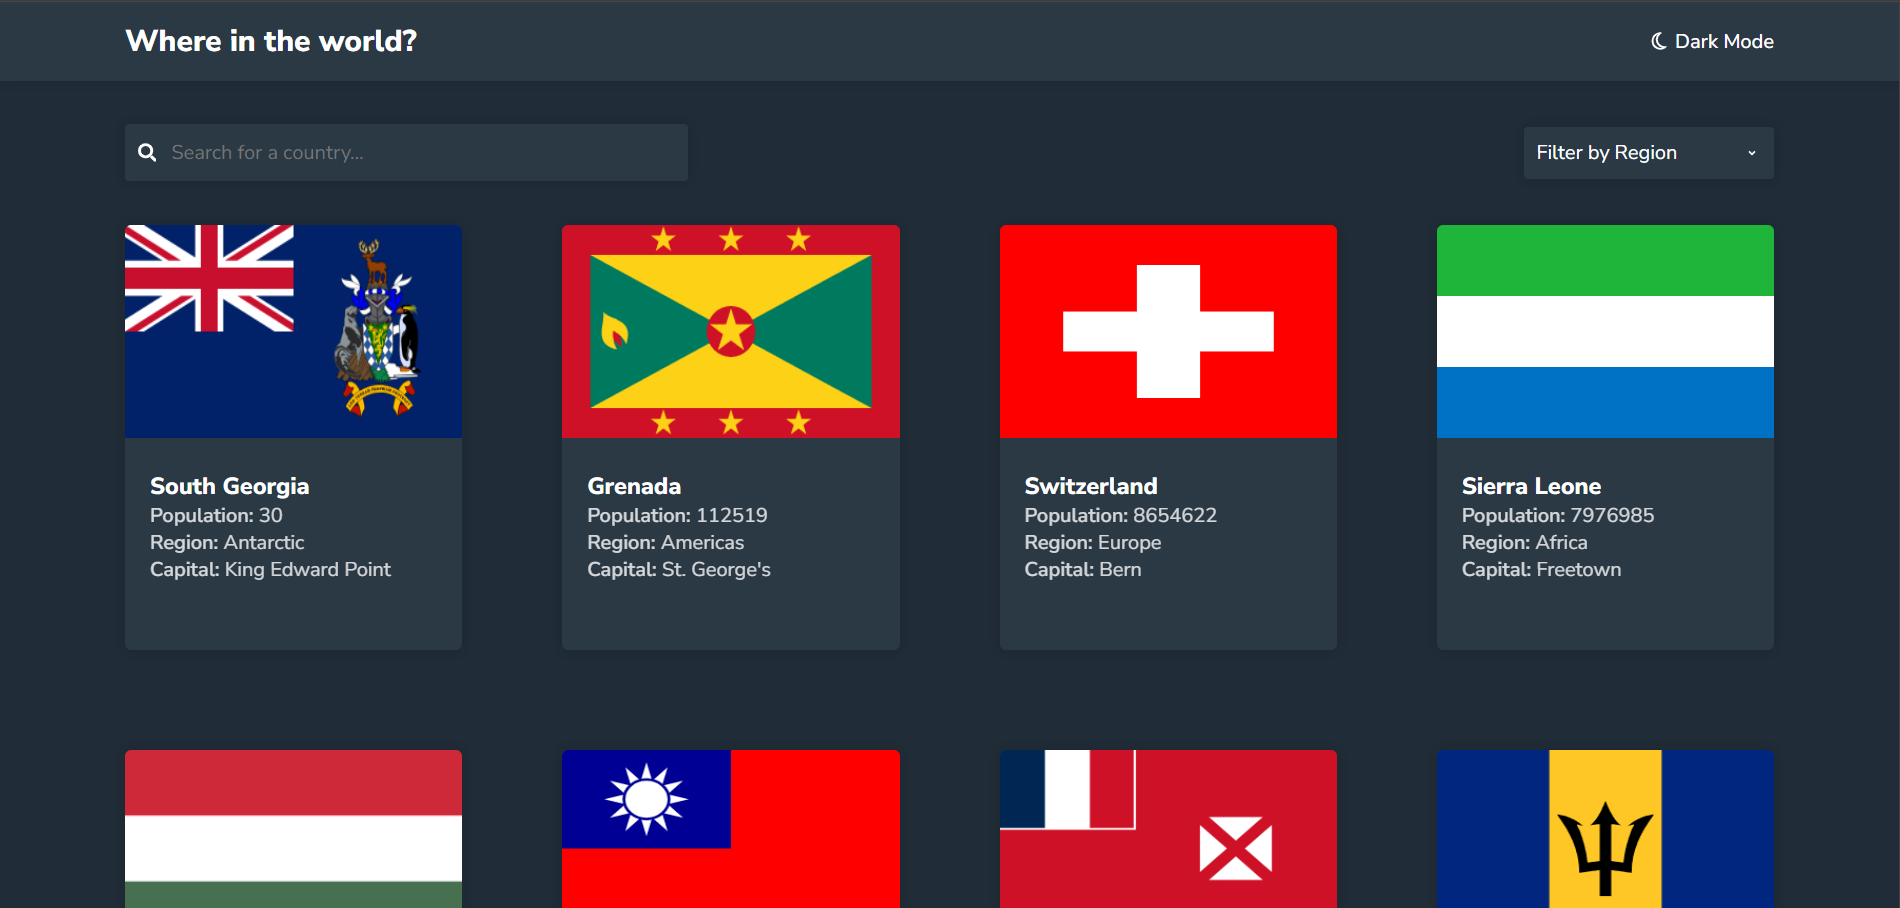 Where in the world?
Dark Mode
Search for a country...
Filter by Region
South Georgia
Population: 30
Region: Antarctic
Capital: King Edward Point
Grenada
Population: 112519
Region: Americas
Capital: St. George's
Switzerland
Population: 8654622
Region: Europe
Capital: Bern
Sierra Leone
Population: 7976985
Region: Africa
Capital: Freetown